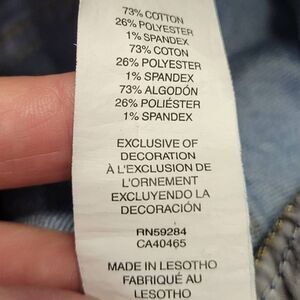 73% COTTON
26% POLYESTER
1% SPANDEX
73% COTON
26% POLYESTER
1% SPANDEX
73% ALGODÓN
26% POLIÉSTER
1% SPANDEX
EXCLUSIVE OF
DECORATION
À L'EXCLUSION DE
L'ORNEMENT
EXCLUYENDO LA
DECORACIÓN
RN59284
CA40465
MADE IN LESOTHO
FABRIQUÉ AU
LESOTHO